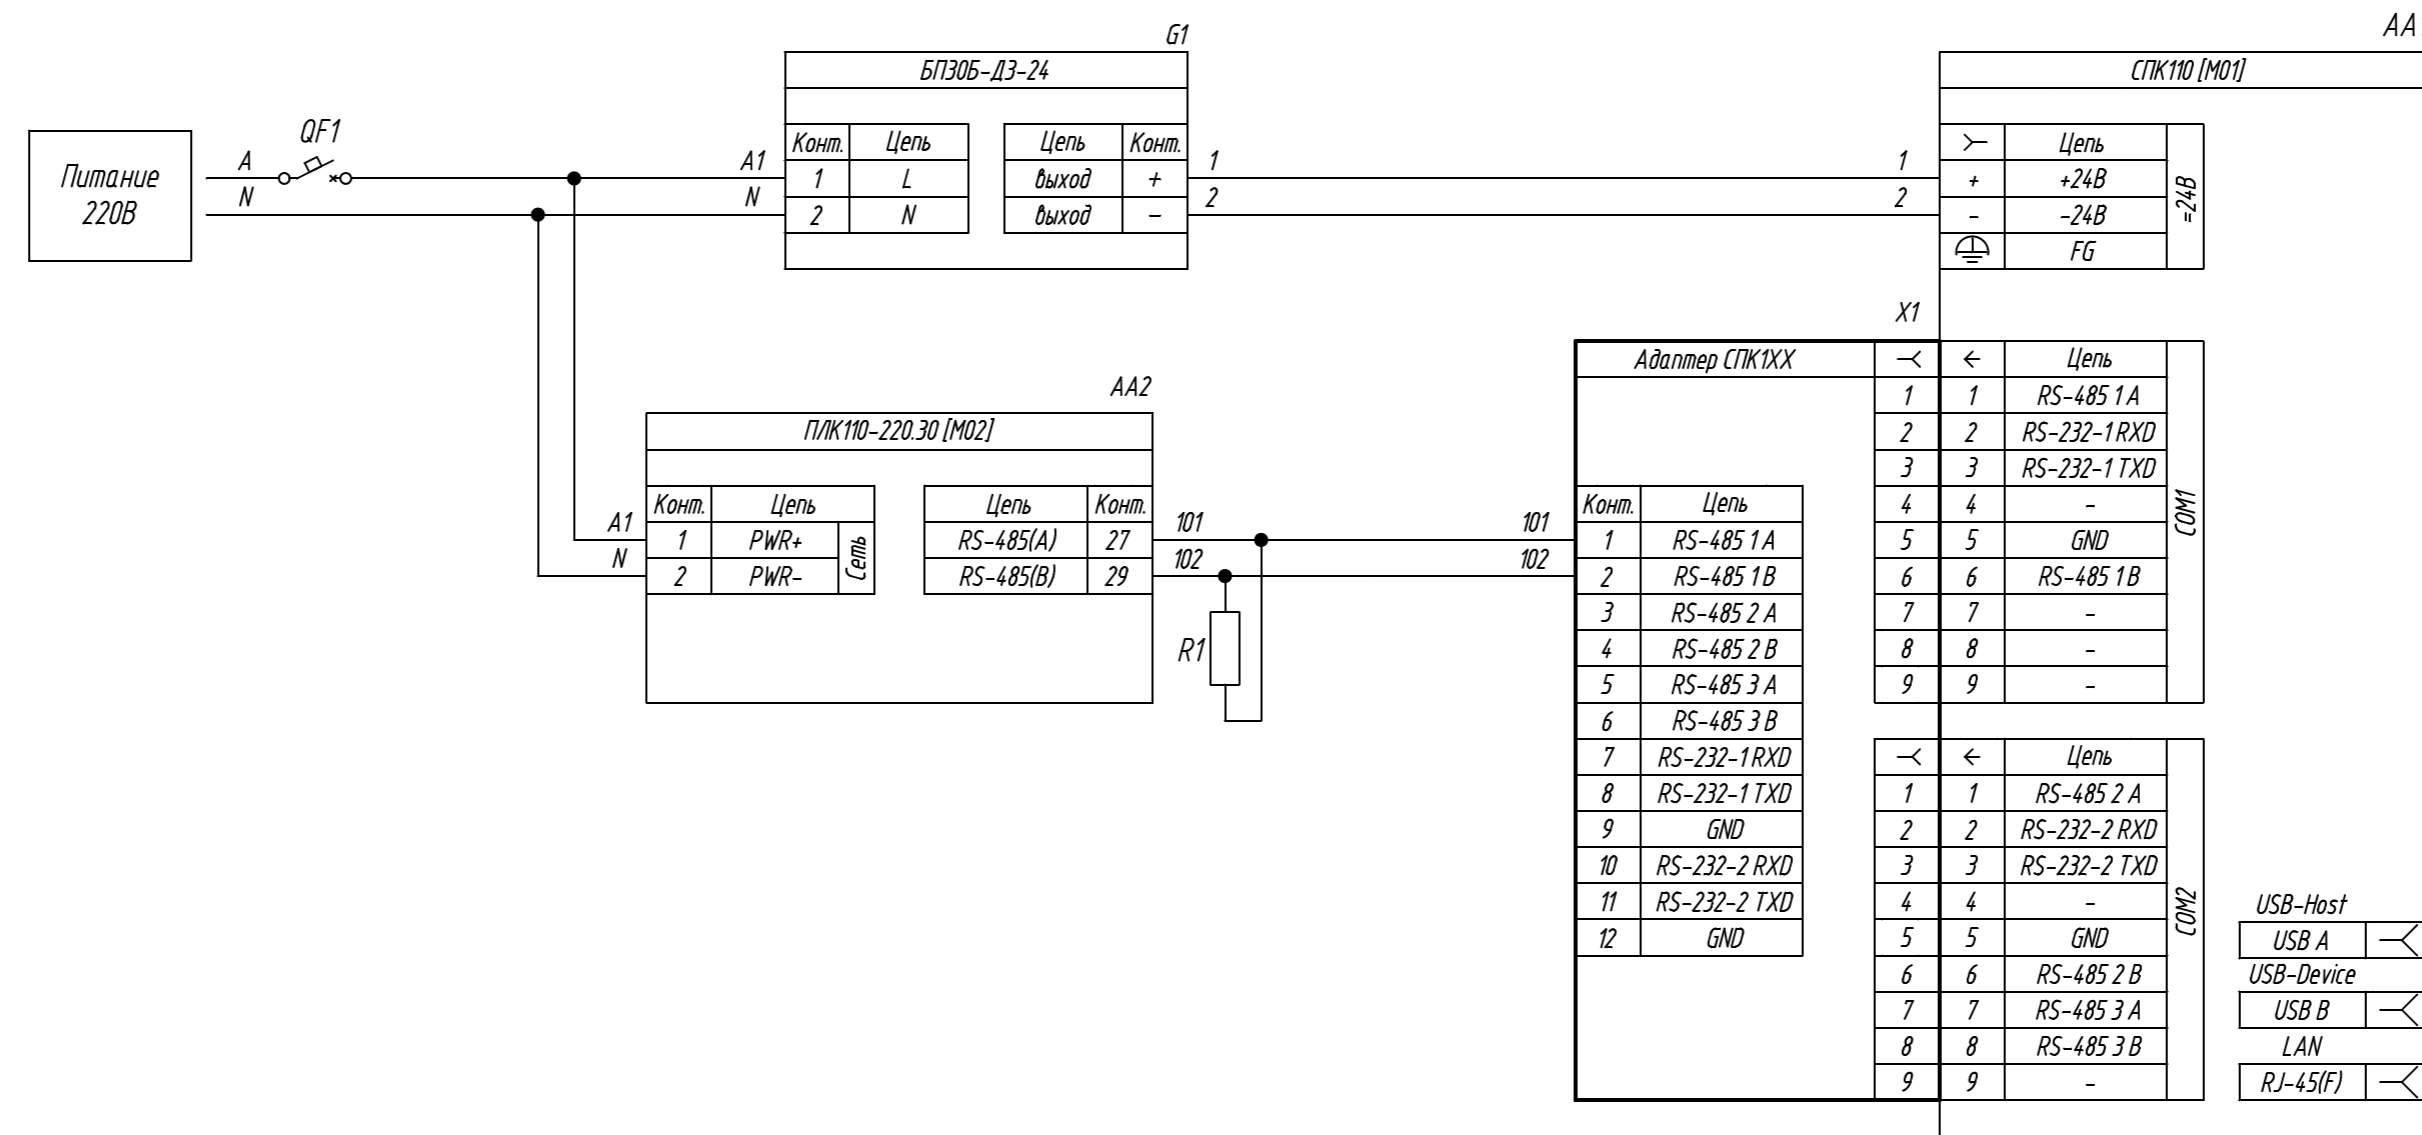 G1
АА
БП30Б-Д3-24
СПК110 [М01]
Питание
220В
QF1
A
N
A1
N
Конт. Цепь
1 L
2 N
Цепь Конт.
выход +
выход –
1
2
1
2
Цепь
+ +24В
- -24В
FG
=24В
X1
Адаптер СПК1ХХ
Конт. Цепь
1 RS-485 1 A
2 RS-485 1 B
3 RS-485 2 A
4 RS-485 2 B
5 RS-485 3 A
6 RS-485 3 B
7 RS-232-1 RXD
8 RS-232-1 TXD
9 GND
10 RS-232-2 RXD
11 RS-232-2 TXD
12 GND
Цепь
1 1 RS-485 1 A
2 2 RS-232-1 RXD
3 3 RS-232-1 TXD
4 4 -
5 5 GND
6 6 RS-485 1 B
7 7 -
8 8 -
9 9 -
COM1
Цепь
1 1 RS-485 2 A
2 2 RS-232-2 RXD
3 3 RS-232-2 TXD
4 4 -
5 5 GND
6 6 RS-485 2 B
7 7 RS-485 3 A
8 8 RS-485 3 B
9 9 -
COM2
АА2
ПЛК110-220.30 [М02]
A1
N
Конт. Цепь
1 PWR+
2 PWR-
Сеть
Цепь Конт.
RS-485(A) 27
RS-485(B) 29
101
102
101
102
R1
USB-Host
USB A
USB-Device
USB B
LAN
RJ-45(F)